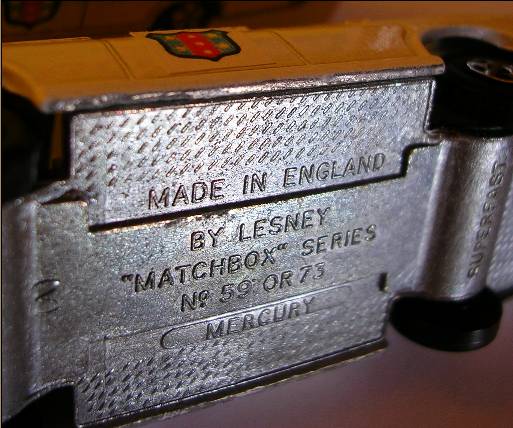 MADE IN ENGLAND
BY LESNEY
"MATCHBOX" SERIES
Nº 59 OR 73
MERCURY
SUPERFAST